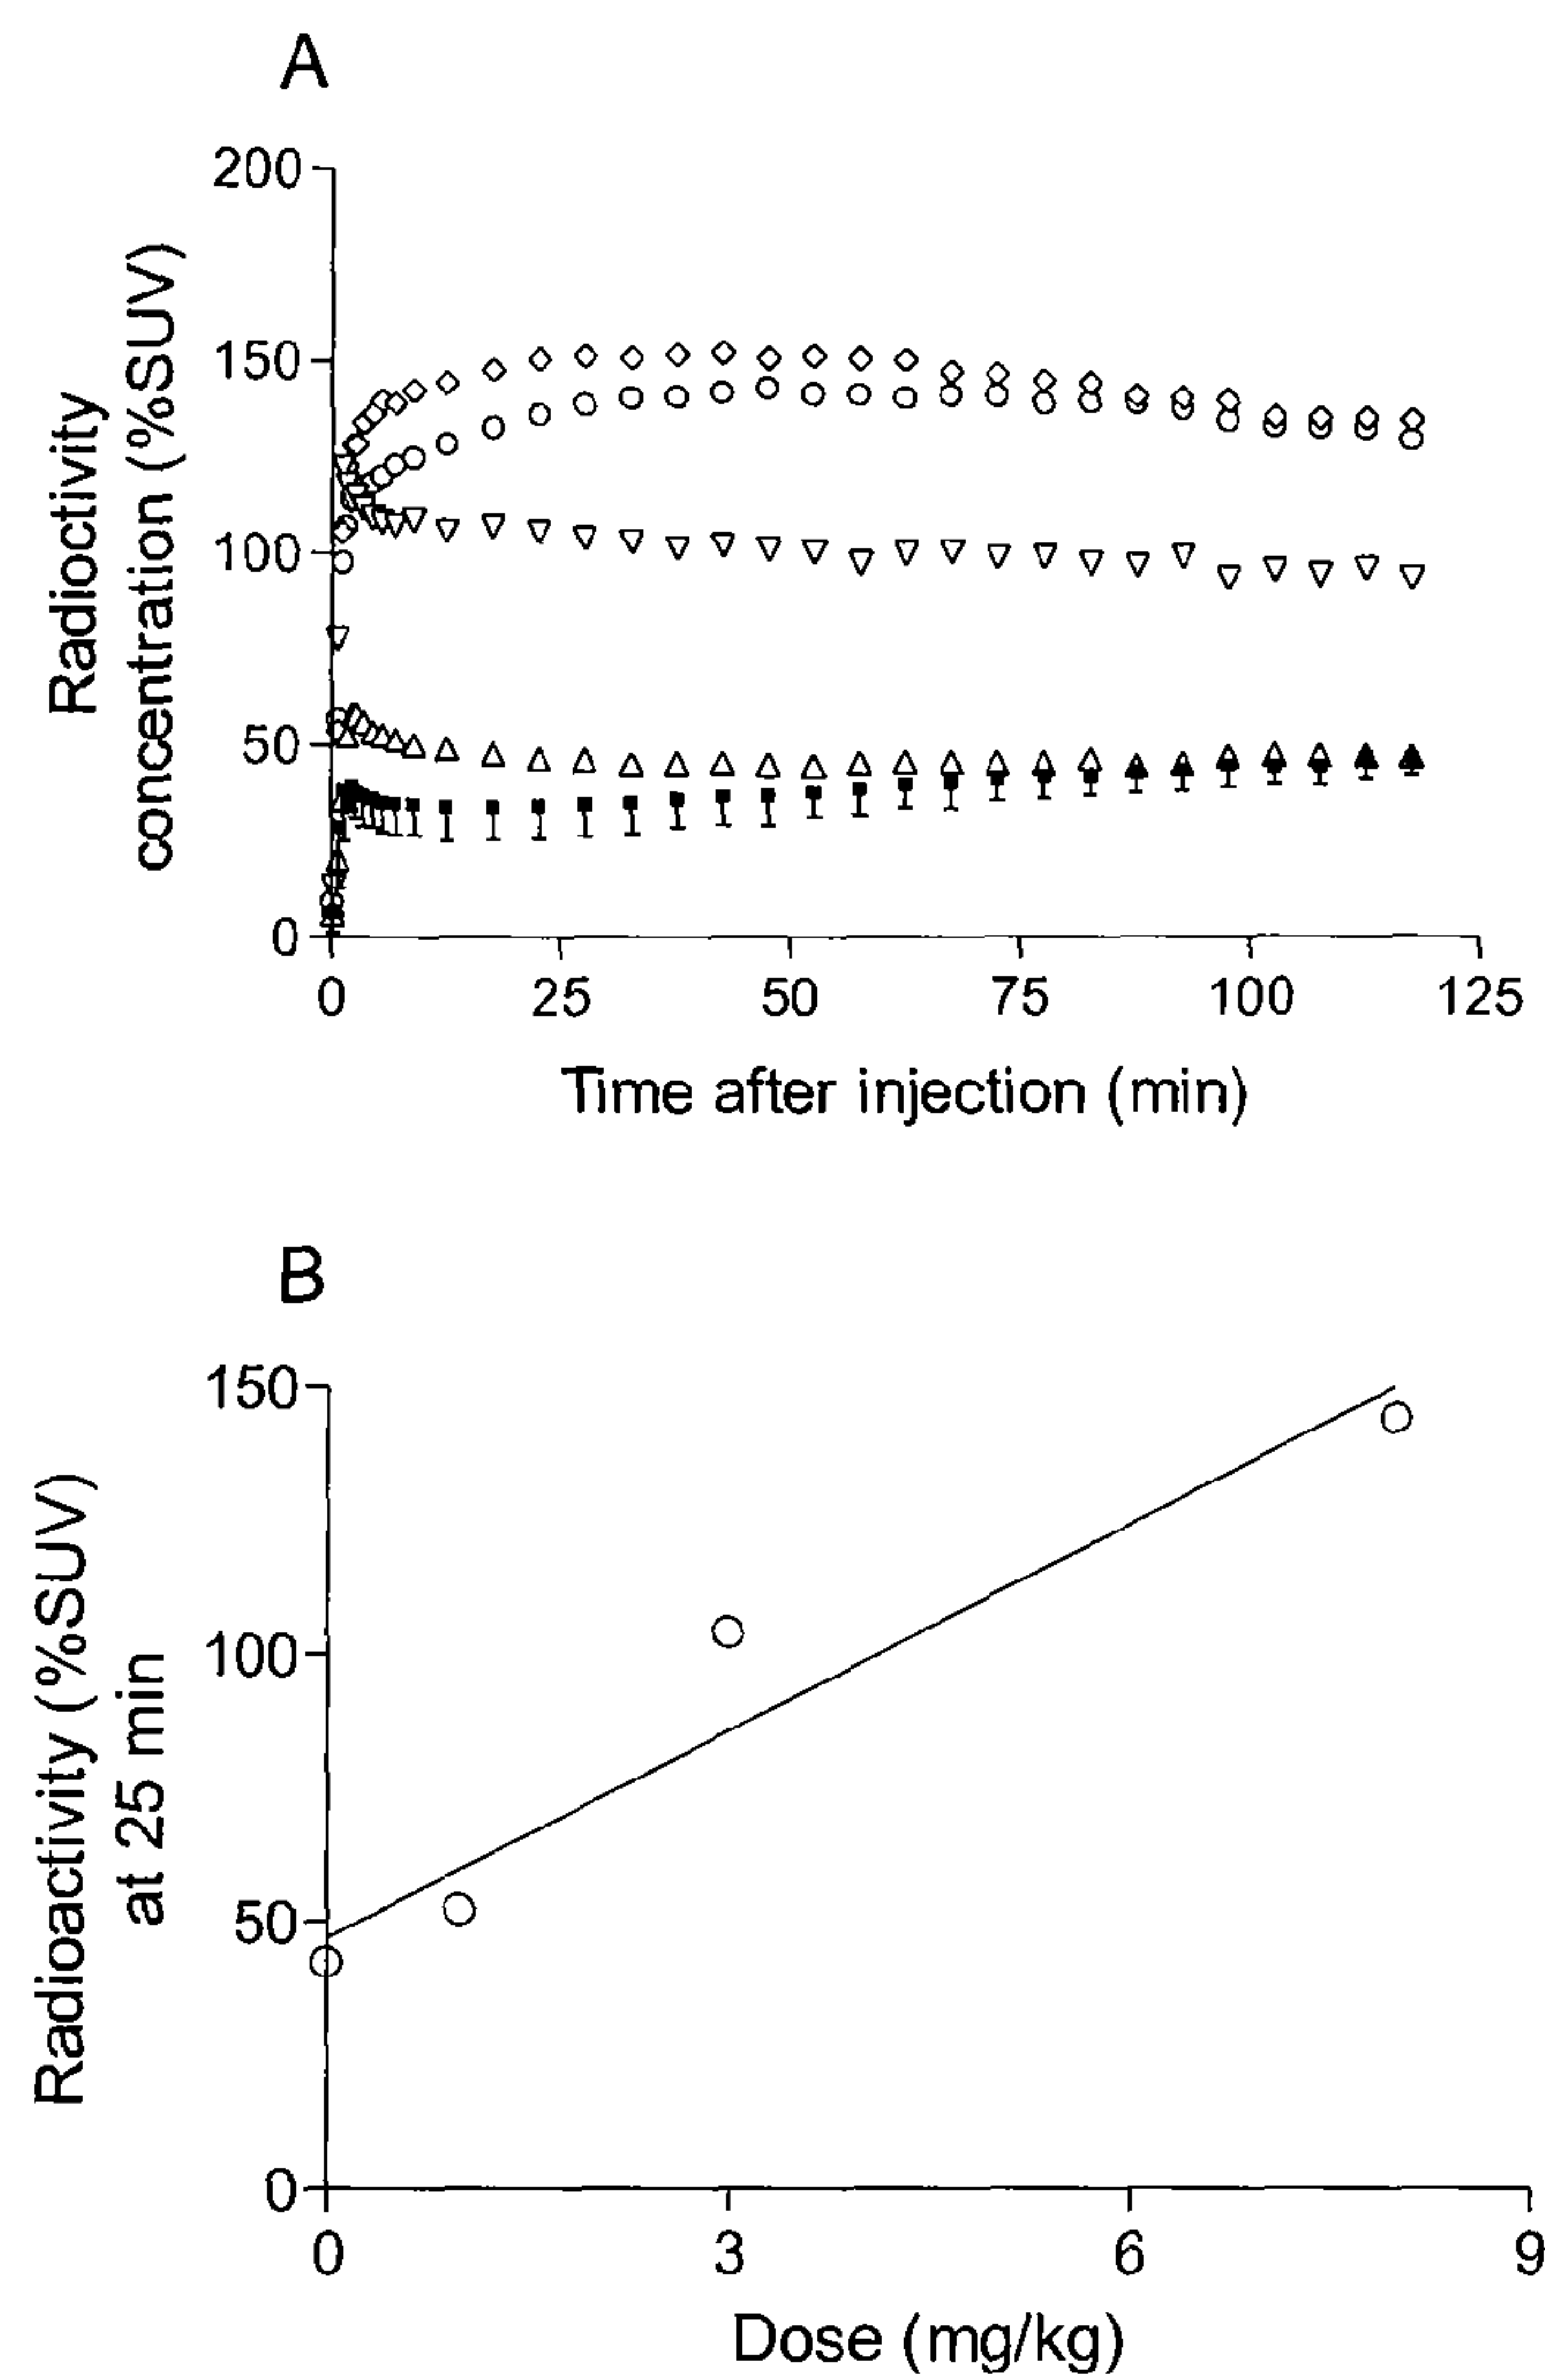 A
200
150
100
50
0
Radioctivity
concentration (%SUV)
0 25 50 75 100 125
Time after injection (min)
B
150
100
50
0
Radioactivity (%SUV)
at 25 min
0 3 6 9
Dose (mg/kg)